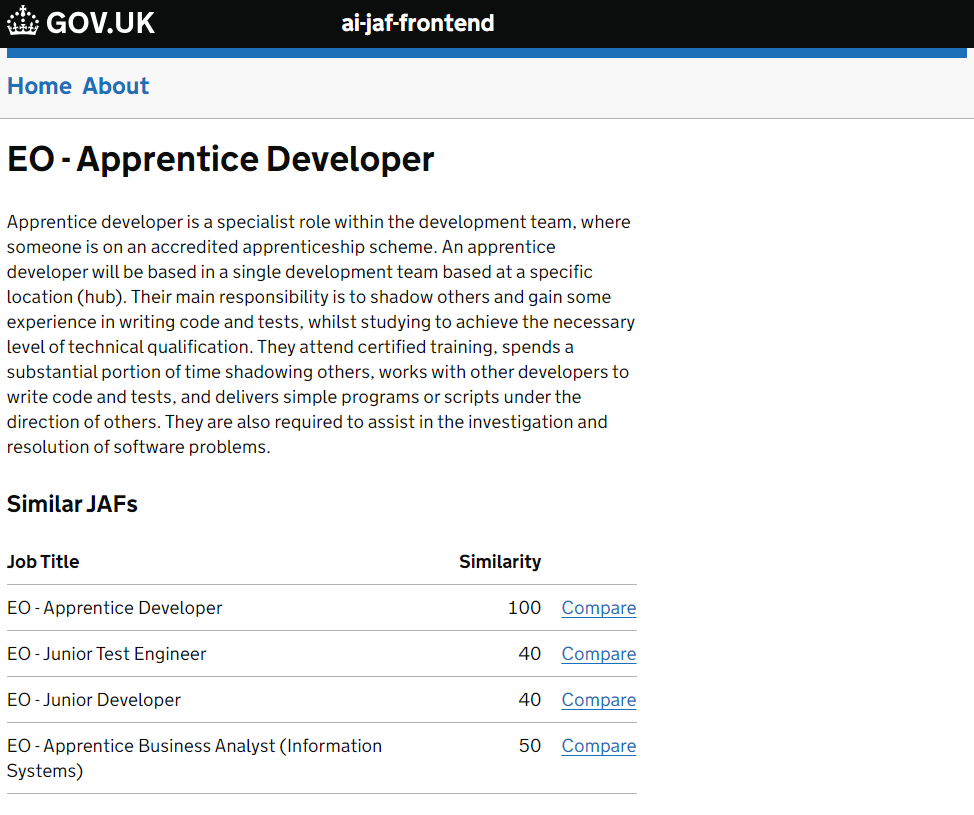 GOV.UK ai-jaf-frontend
Home About
EO - Apprentice Developer
Apprentice developer is a specialist role within the development team, where
someone is on an accredited apprenticeship scheme. An apprentice
developer will be based in a single development team based at a specific
location (hub). Their main responsibility is to shadow others and gain some
experience in writing code and tests, whilst studying to achieve the necessary
level of technical qualification. They attend certified training, spends a
substantial portion of time shadowing others, works with other developers to
write code and tests, and delivers simple programs or scripts under the
direction of others. They are also required to assist in the investigation and
resolution of software problems.
Similar JAFs
Job Title Similarity
EO - Apprentice Developer 100 Compare
EO - Junior Test Engineer 40 Compare
EO - Junior Developer 40 Compare
EO - Apprentice Business Analyst (Information 50 Compare
Systems)